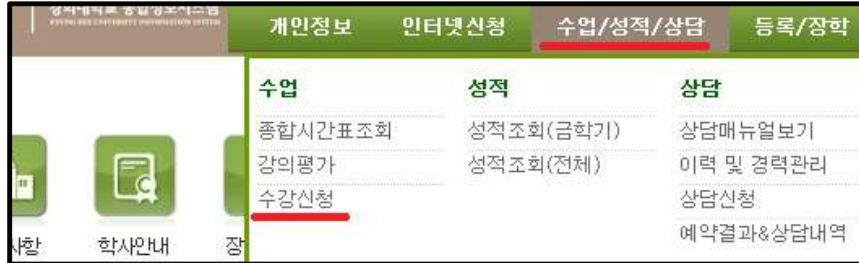 개인정보 인터넷신청 수업/성적/상담 등록/장학
수업 성적 상담
종합시간표조회 성적조회(금학기) 상담매뉴얼보기
강의평가 성적조회(전체) 이력 및 경력관리
수강신청 상담신청
예약결과&상담내역
학사안내